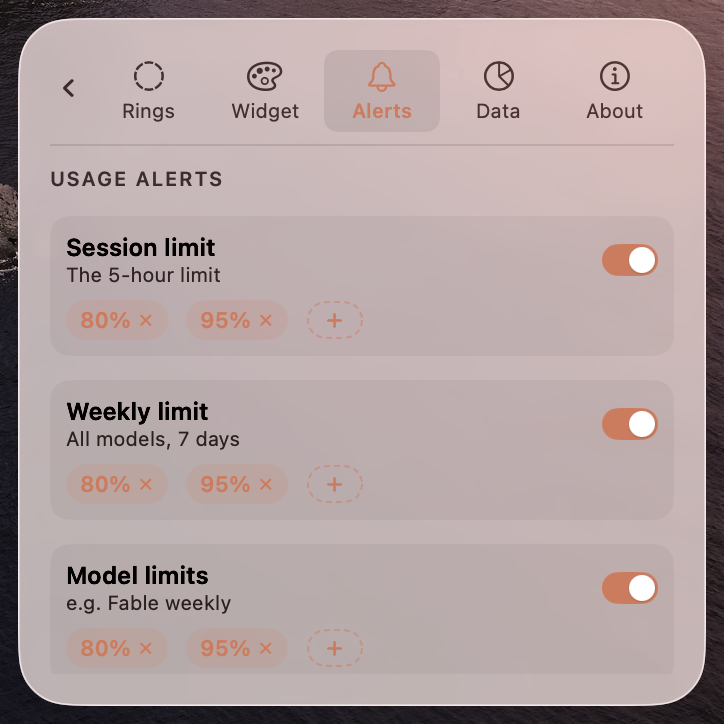 Rings Widget Alerts Data About
USAGE ALERTS
Session limit
The 5-hour limit
80% × 95% × +
Weekly limit
All models, 7 days
80% × 95% × +
Model limits
e.g. Fable weekly
80% × 95% × +